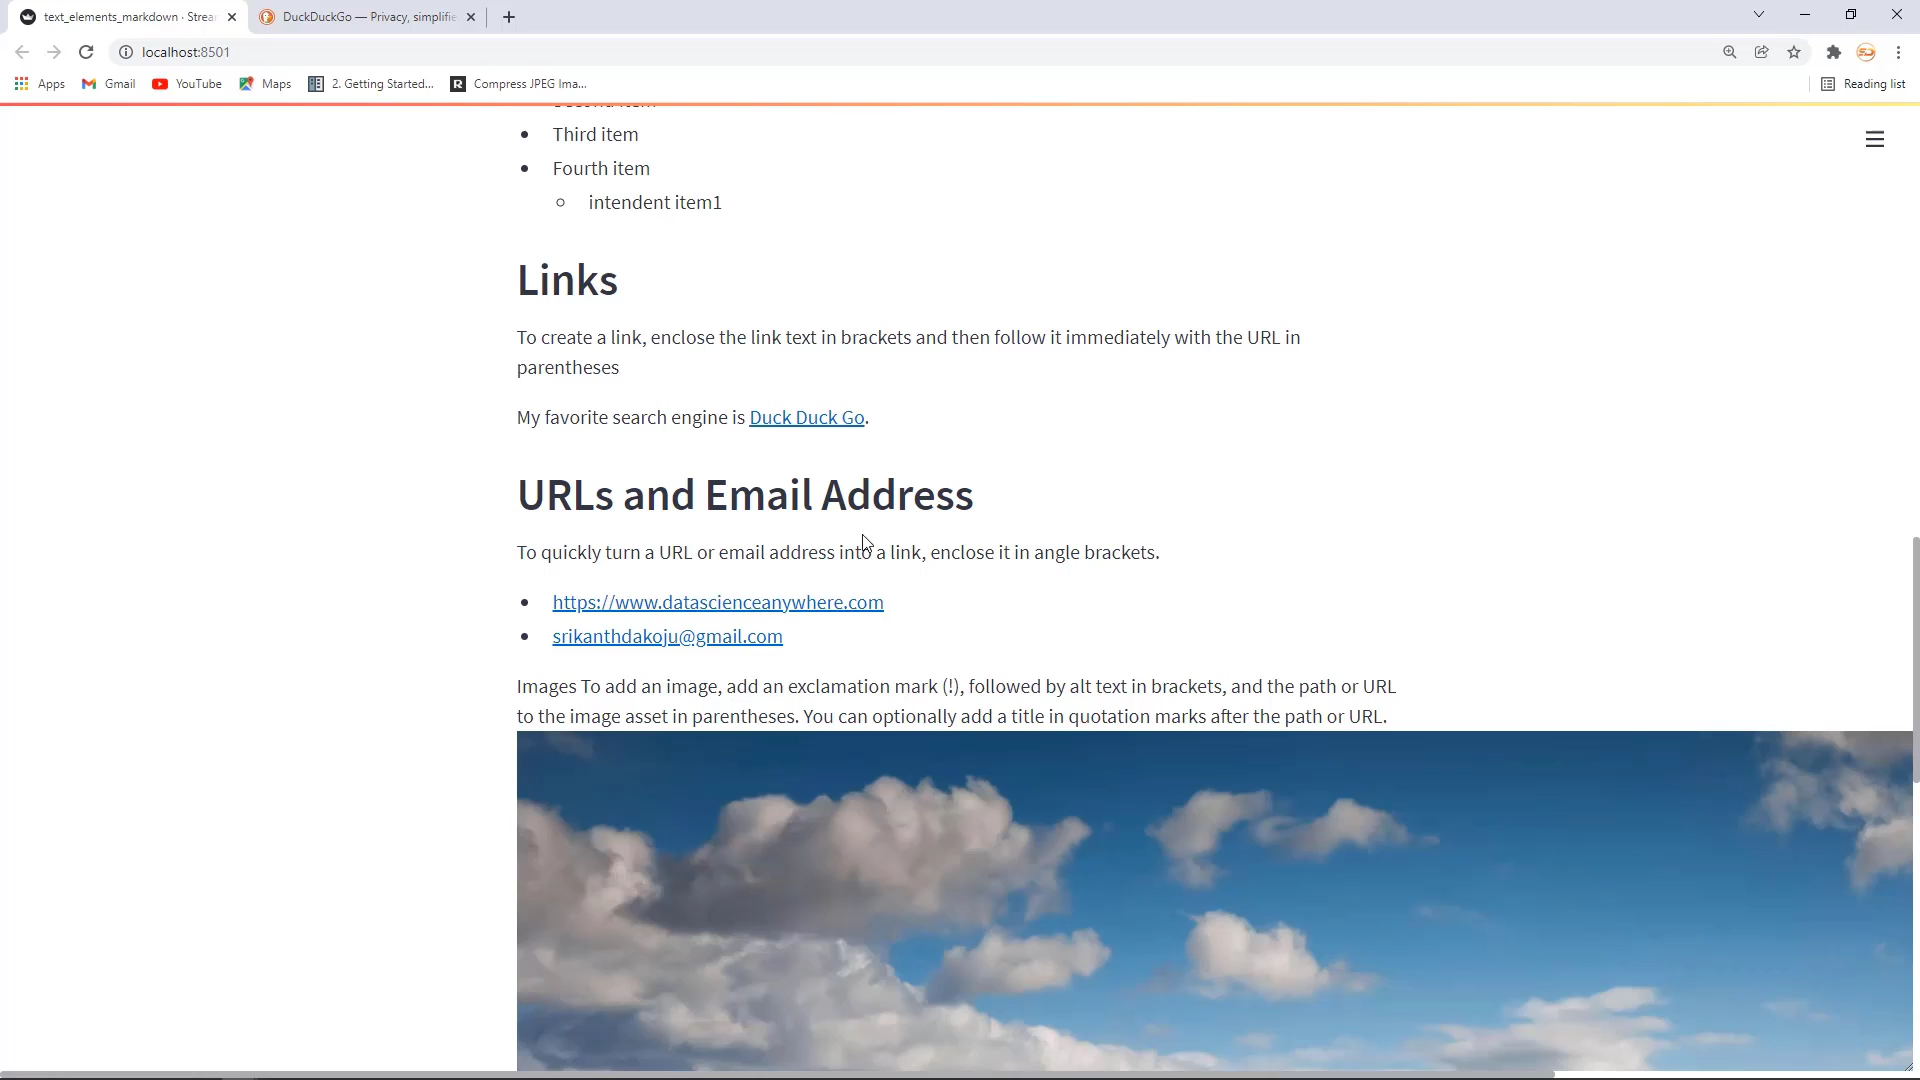 text_elements_markdown · Strea
DuckDuckGo — Privacy, simplifie
localhost:8501
Apps
Gmail
YouTube
Maps
2. Getting Started...
Compress JPEG Ima...
Reading list
Third item
Fourth item
intendent item1
Links
To create a link, enclose the link text in brackets and then follow it immediately with the URL in
parentheses
My favorite search engine is Duck Duck Go.
URLs and Email Address
To quickly turn a URL or email address into a link, enclose it in angle brackets.
https://www.datascienceanywhere.com
srikanthdakoju@gmail.com
Images To add an image, add an exclamation mark (!), followed by alt text in brackets, and the path or URL
to the image asset in parentheses. You can optionally add a title in quotation marks after the path or URL.